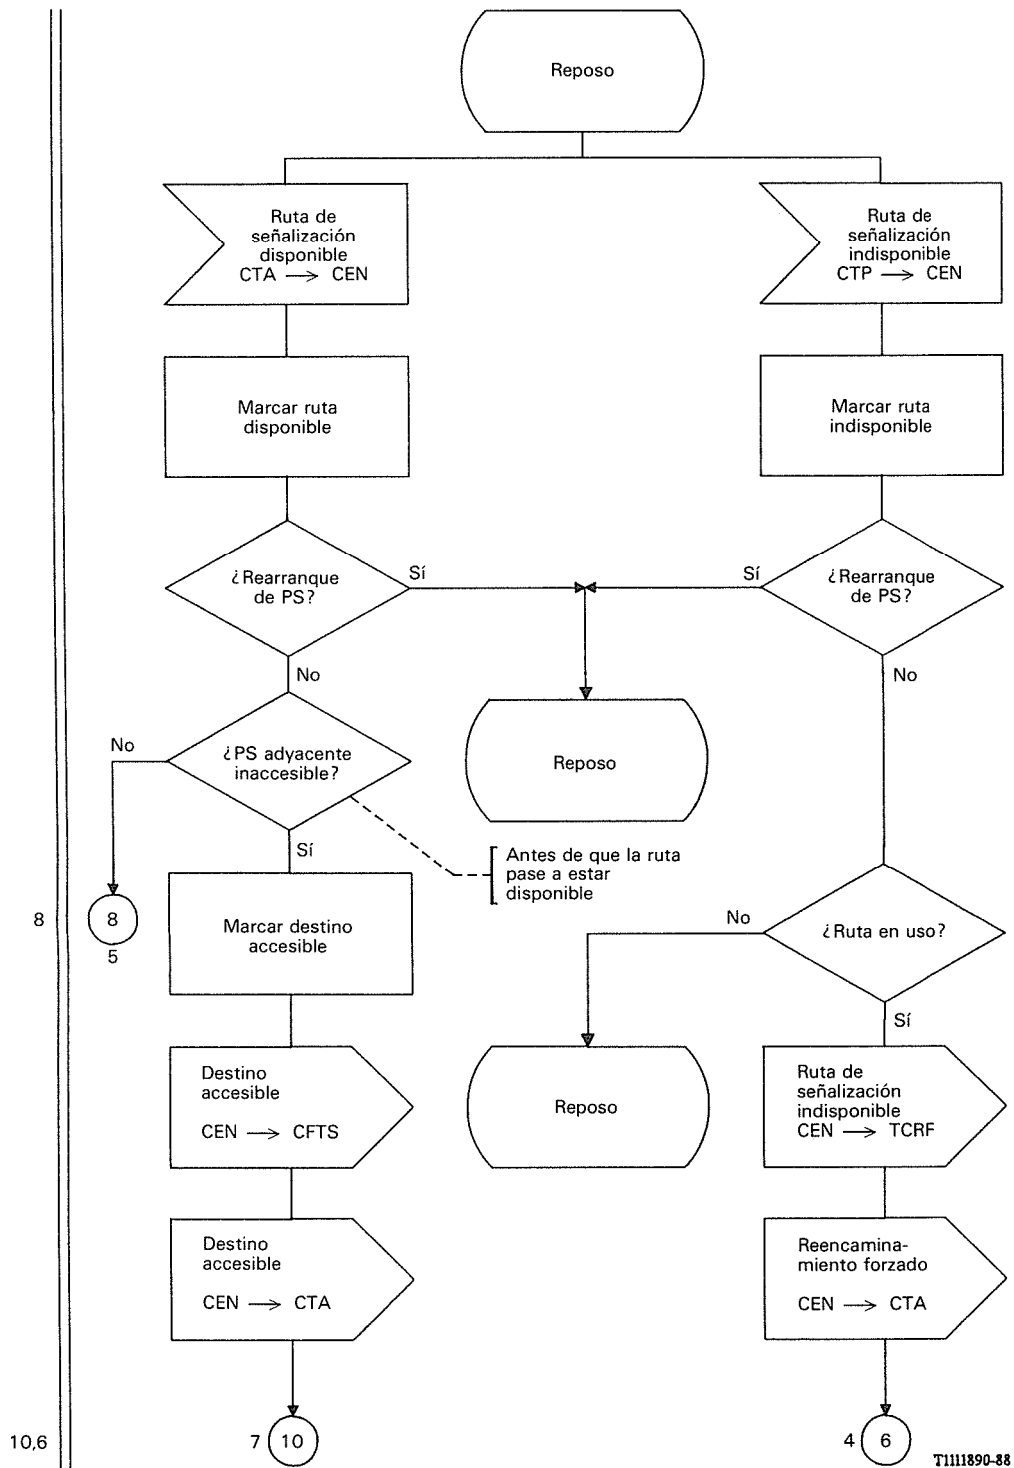 Reposo
Ruta de
señalización
disponible
CTA → CEN
Ruta de
señalización
indisponible
CTP → CEN
Marcar ruta
disponible
Marcar ruta
indisponible
¿Rearranque
de PS?
Sí
Sí
¿Rearranque
de PS?
No
No
No
¿PS adyacente
inaccesible?
Reposo
Sí
Antes de que la ruta
pase a estar
disponible
8
8
5
Marcar destino
accesible
No
¿Ruta en uso?
Sí
Destino
accesible
CEN → CFTS
Reposo
Ruta de
señalización
indisponible
CEN → TCRF
Destino
accesible
CEN → CTA
Reencamina-
miento forzado
CEN → CTA
10,6
7 10
4 6
T1111890-88